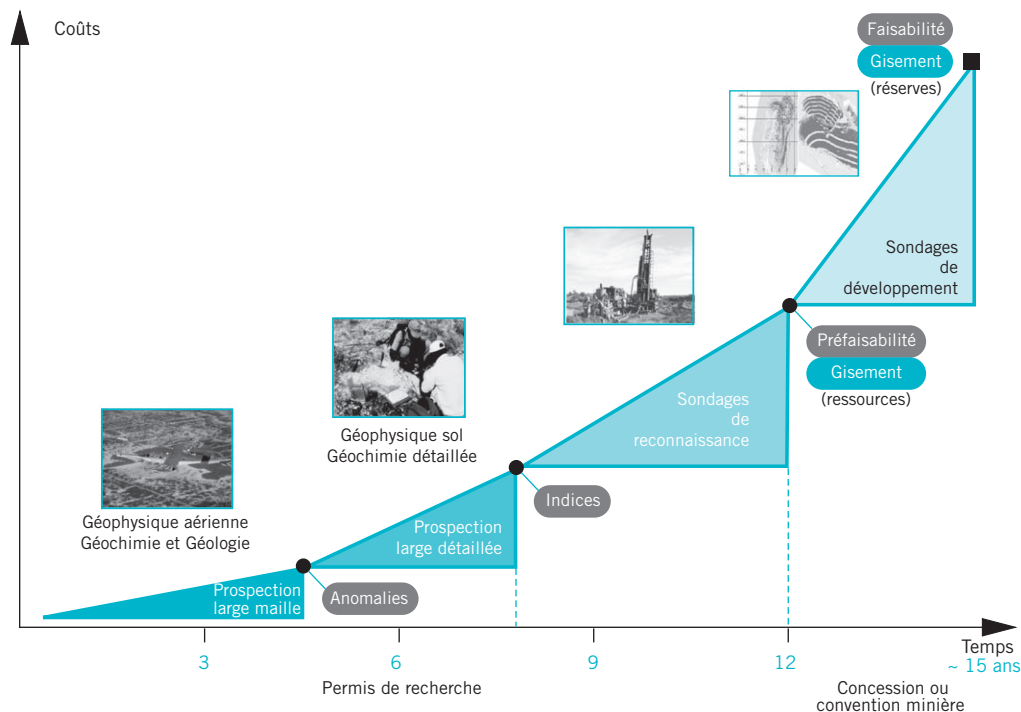 Coûts
Faisabilité
Gisement
(réserves)
Sondages
de
développement
Préfaisabilité
Gisement
(ressources)
Sondages
de
reconnaissance
Géophysique sol
Géochimie détaillée
Indices
Géophysique aérienne
Géochimie et Géologie
Prospection
large détaillée
Prospection
large maille
Anomalies
3
6
9
12
Temps
~ 15 ans
Permis de recherche
Concession ou
convention minière